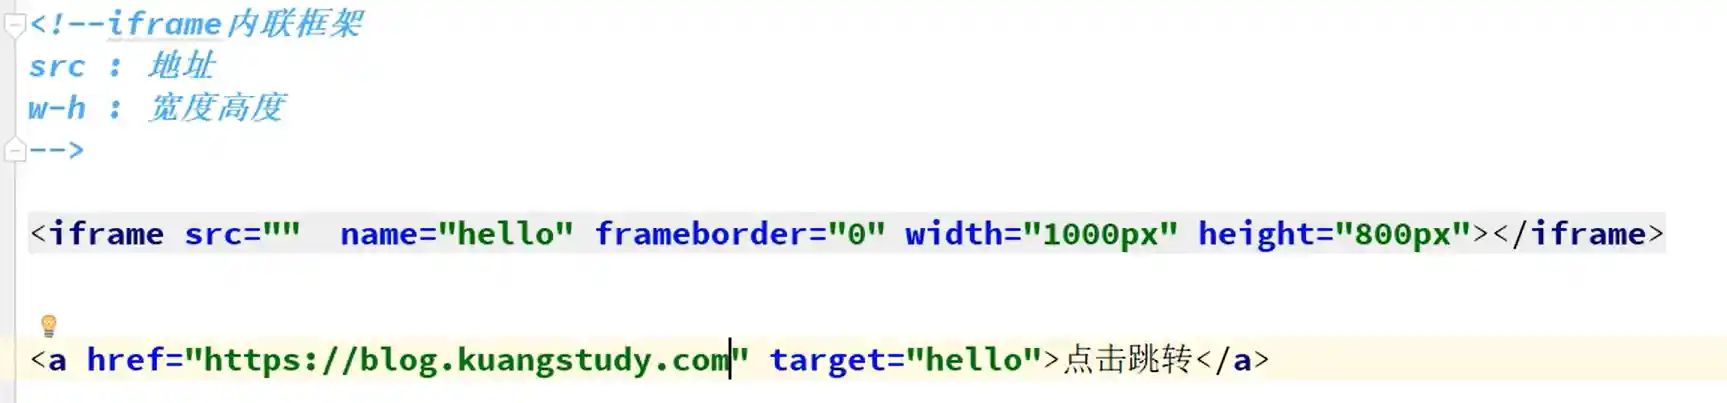 <!--iframe内联框架
src : 地址
w-h : 宽度高度
-->
<iframe src=""  name="hello" frameborder="0" width="1000px" height="800px"></iframe>
<a href="https://blog.kuangstudy.com" target="hello">点击跳转</a>